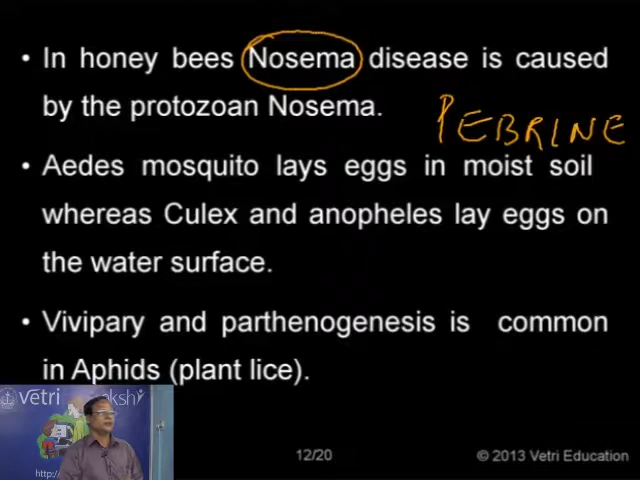 • In honey bees Nosema disease is caused
by the protozoan Nosema.
PEBRINE
• Aedes mosquito lays eggs in moist soil
whereas Culex and anopheles lay eggs on
the water surface.
• Vivipary and parthenogenesis is common
in Aphids (plant lice).
vetri
akshi
http:/
12/20
© 2013 Vetri Education